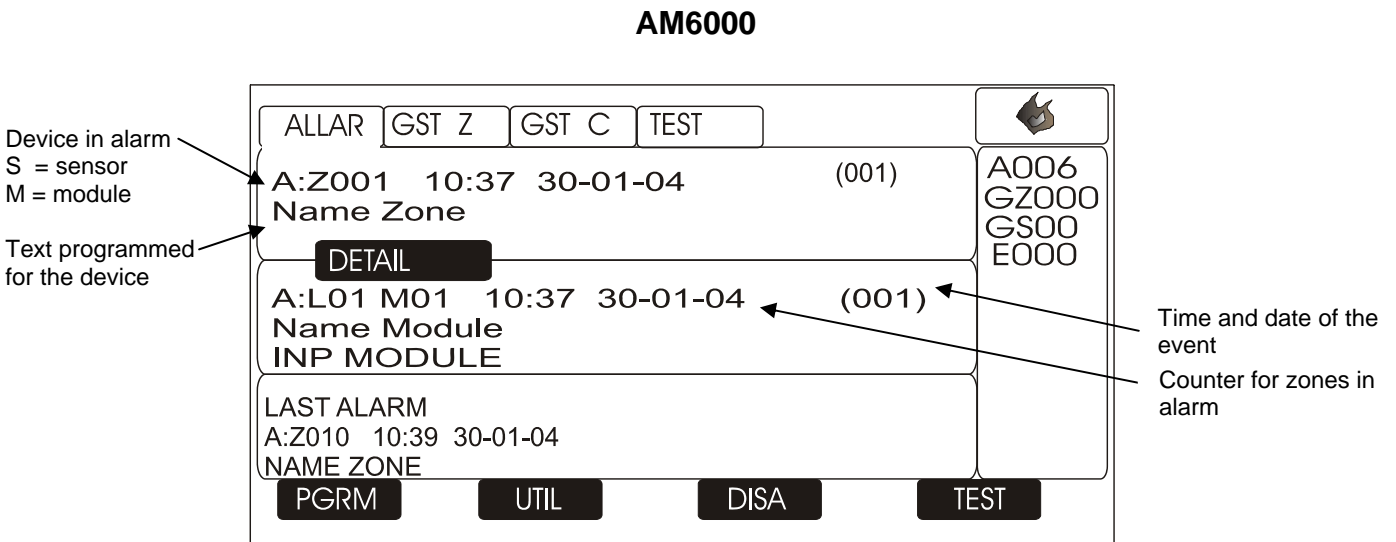 AM6000
Device in alarm
S = sensor
M = module
Text programmed
for the device
ALLAR GST Z GST C TEST
A:Z001 10:37 30-01-04 (001)
Name Zone
DETAIL
A:L01 M01 10:37 30-01-04 (001)
Name Module
INP MODULE
LAST ALARM
A:Z010 10:39 30-01-04
NAME ZONE
A006
GZ000
GS00
E000
PGRM UTIL DISA TEST
Time and date of the
event
Counter for zones in
alarm